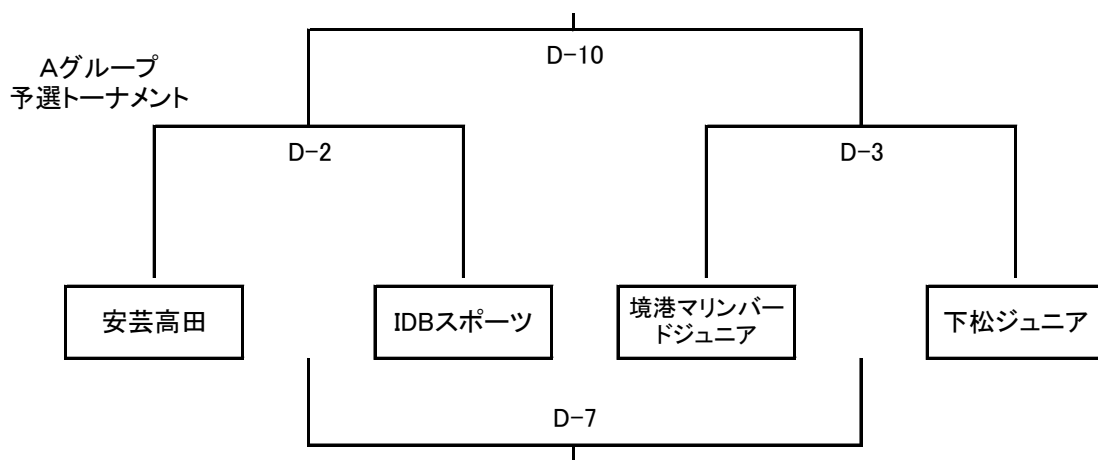 D-10
Aグループ
予選トーナメント
D-2
D-3
安芸高田
IDBスポーツ
境港マリンバー
ドジュニア
下松ジュニア
D-7